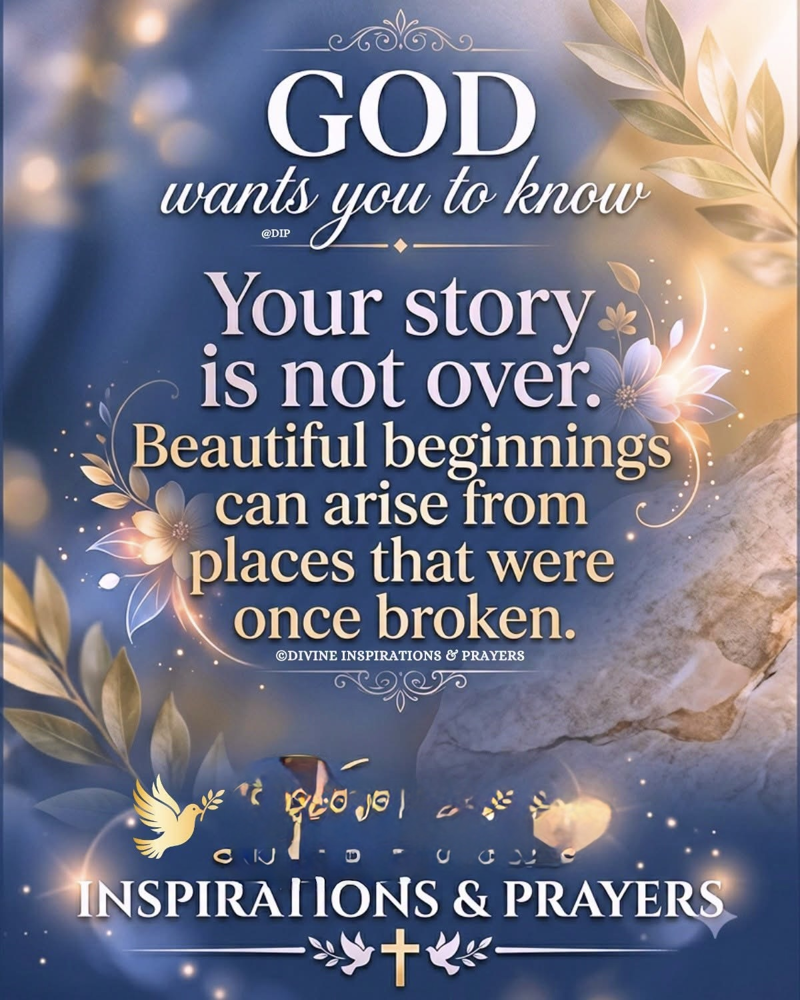 GOD
wants you to know
@DIP
Your story
is not over.
Beautiful beginnings
can arise from
places that were
once broken.
©DIVINE INSPIRATIONS & PRAYERS
INSPIRATIONS & PRAYERS